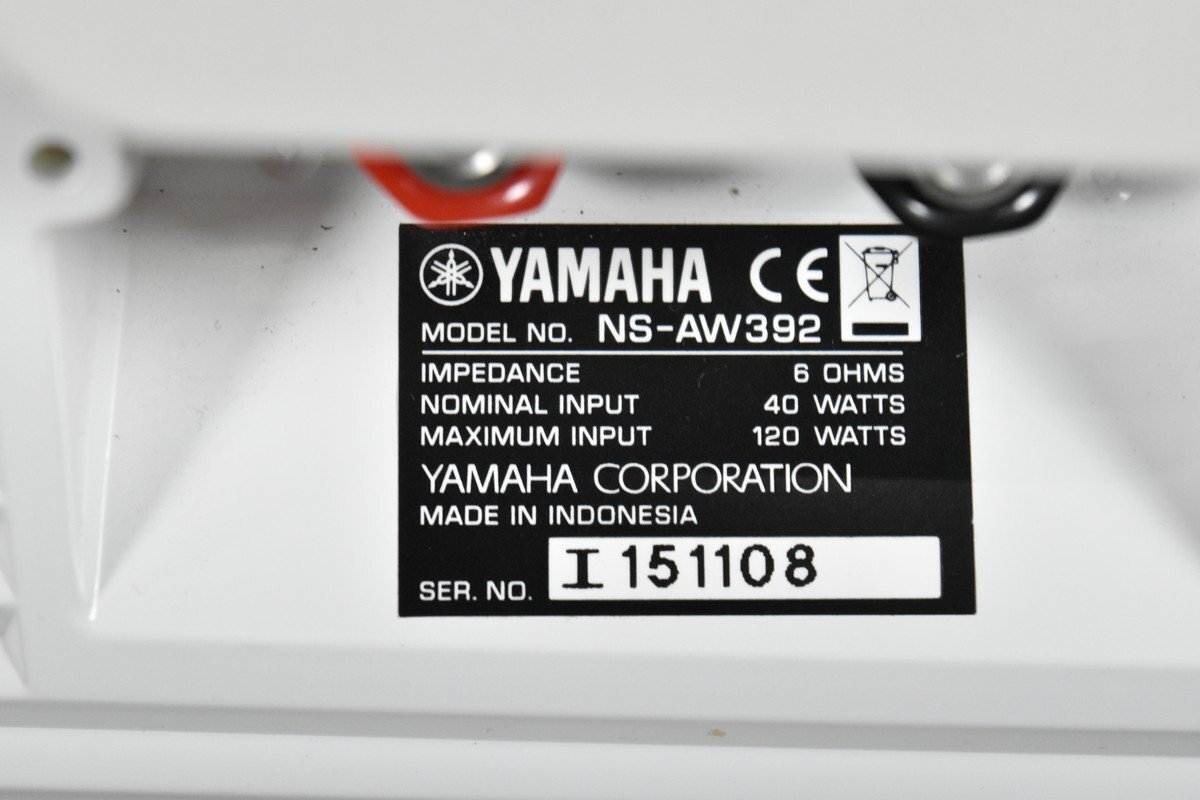 YAMAHA CE
MODEL NO. NS-AW392
IMPEDANCE 6 OHMS
NOMINAL INPUT 40 WATTS
MAXIMUM INPUT 120 WATTS
YAMAHA CORPORATION
MADE IN INDONESIA
SER. NO. I 151108